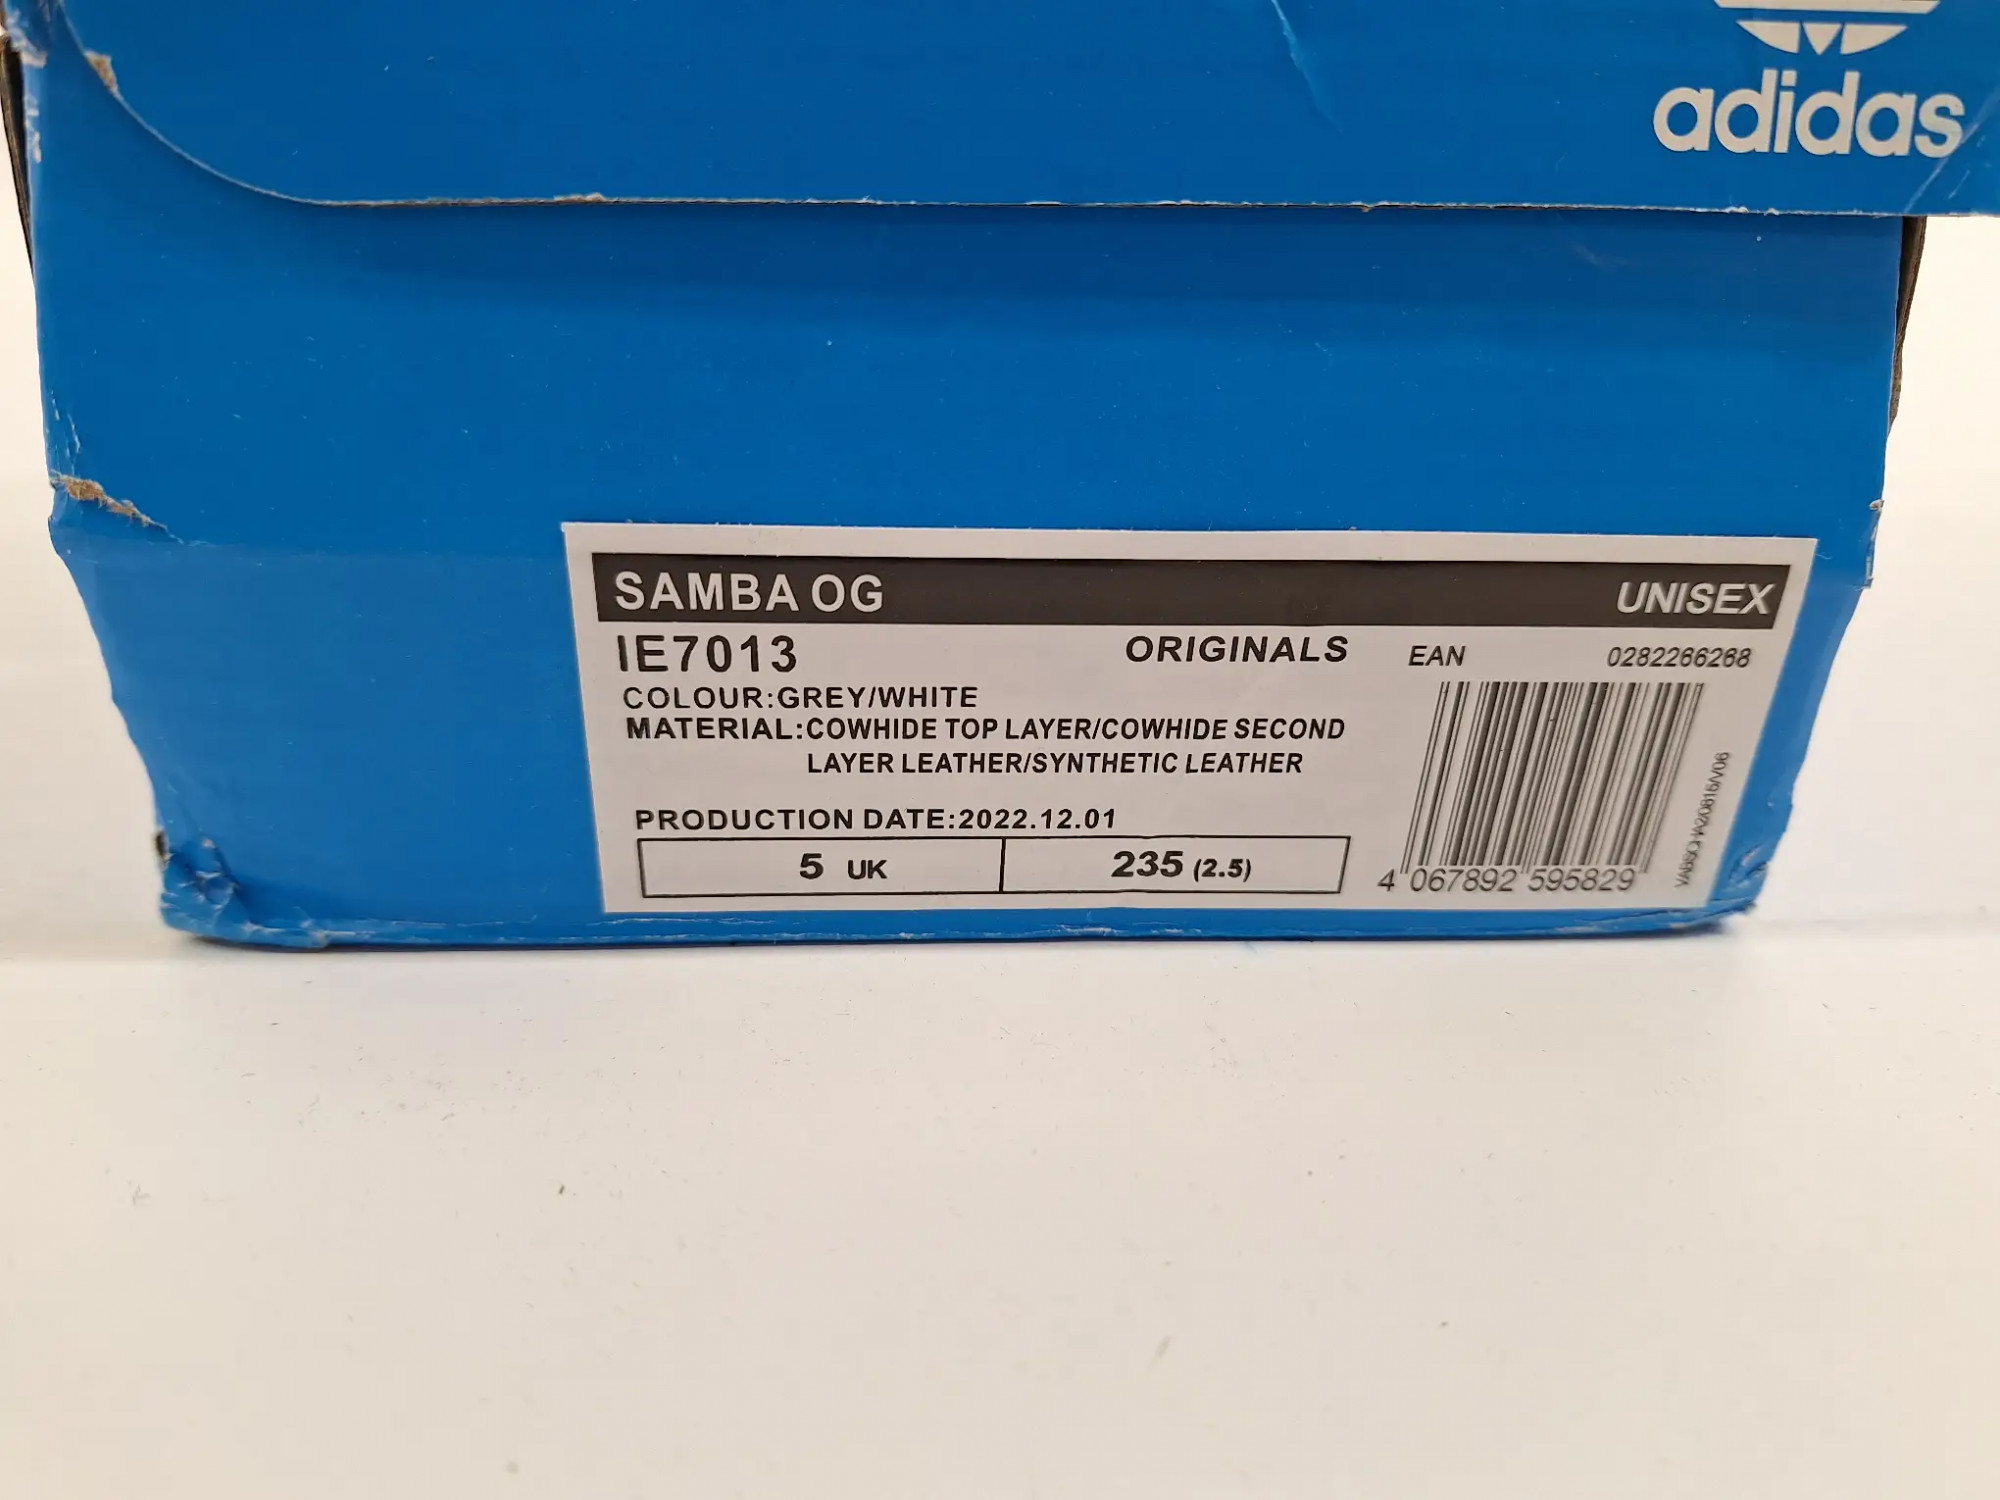 adidas
SAMBA OG UNISEX
IE7013 ORIGINALS EAN 0282266268
COLOUR:GREY/WHITE
MATERIAL:COWHIDE TOP LAYER/COWHIDE SECOND
LAYER LEATHER/SYNTHETIC LEATHER
PRODUCTION DATE:2022.12.01
5 UK 235 (2.5)
4 067892 595829